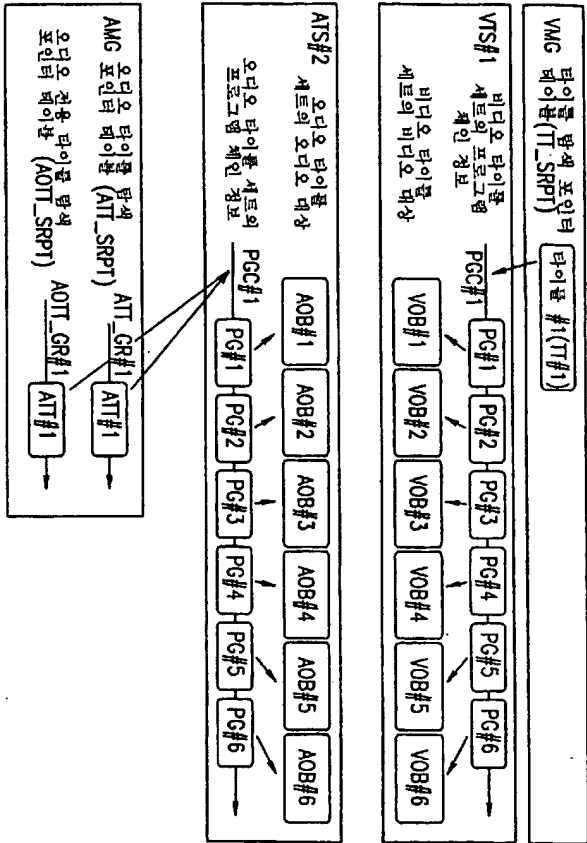 VMG
타이틀 탐색 포인터
테이블(TT_SRPT)
타이틀 #1(TT#1)
VTS#1
비디오 타이틀
세트의 프로그램
체인 정보
PGC#1
PG#1
PG#2
PG#3
PG#4
PG#5
PG#6
비디오 타이틀
세트의 비디오 대상
VOB#1
VOB#2
VOB#3
VOB#4
VOB#5
VOB#6
ATS#2
오디오 타이틀
세트의 오디오 대상
AOB#1
AOB#2
AOB#3
AOB#4
AOB#5
AOB#6
오디오 타이틀 세트의
프로그램 체인 정보
PGC#1
PG#1
PG#2
PG#3
PG#4
PG#5
PG#6
AMG
오디오 타이틀 탐색
포인터 테이블 (ATT_SRPT)
ATT_GR#1
ATT#1
오디오 전용 타이틀 탐색
포인터 테이블 (AOTT_SRPT)
AOTT_GR#1
ATT#1